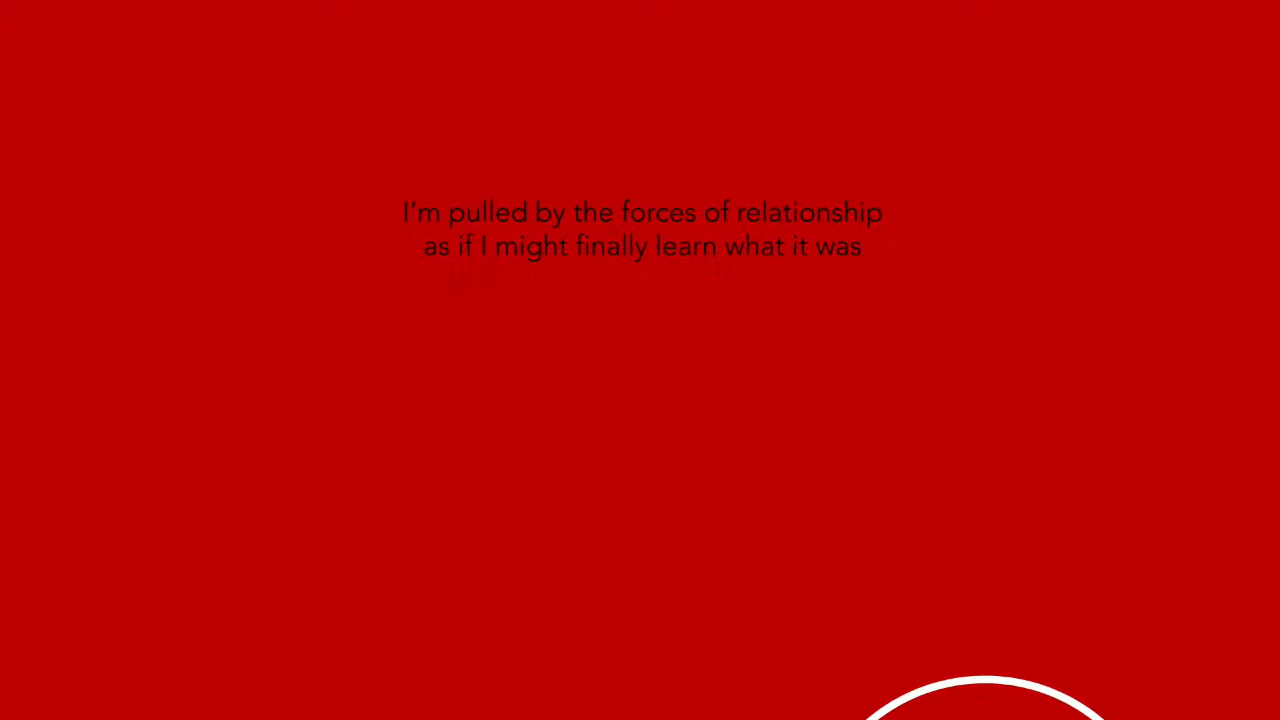 I'm pulled by the forces of relationship
as if I might finally learn what it was